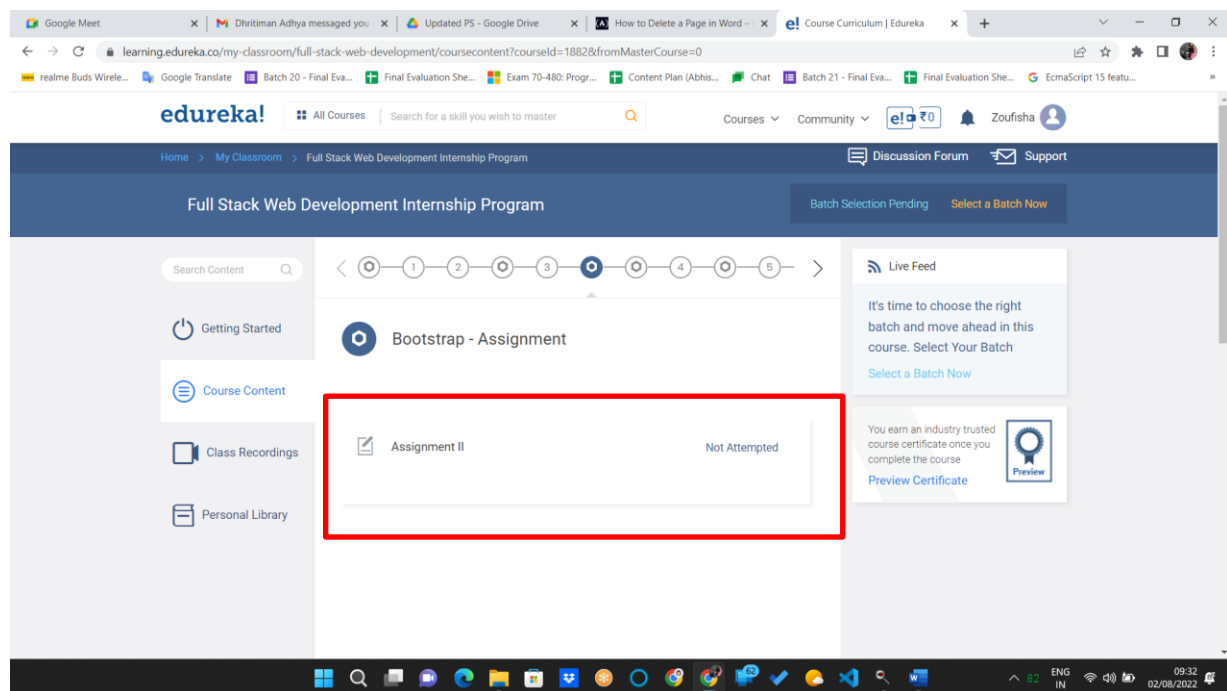 Google Meet
Dhritiman Adhya messaged you
Updated PS - Google Drive
How to Delete a Page in Word –
Course Curriculum | Edureka
learning.edureka.co/my-classroom/full-stack-web-development/coursecontent?courseId=1882&fromMasterCourse=0
realme Buds Wirele...
Google Translate
Batch 20 - Final Eva...
Final Evaluation She...
Exam 70-480: Progr...
Content Plan (Abhis...
Chat
Batch 21 - Final Eva...
Final Evaluation She...
EcmaScript 15 featu...
»
edureka!
All Courses
Search for a skill you wish to master
Courses
Community
e! ₹0
Zoufisha
Home > My Classroom > Full Stack Web Development Internship Program
Discussion Forum
Support
Full Stack Web Development Internship Program
Batch Selection Pending
Select a Batch Now
Search Content
1
2
3
4
5
Getting Started
Course Content
Class Recordings
Personal Library
Bootstrap - Assignment
Assignment II
Not Attempted
Live Feed
It's time to choose the right
batch and move ahead in this
course. Select Your Batch
Select a Batch Now
You earn an industry trusted
course certificate once you
complete the course
Preview Certificate
Preview
62
82
ENG
IN
09:32
02/08/2022